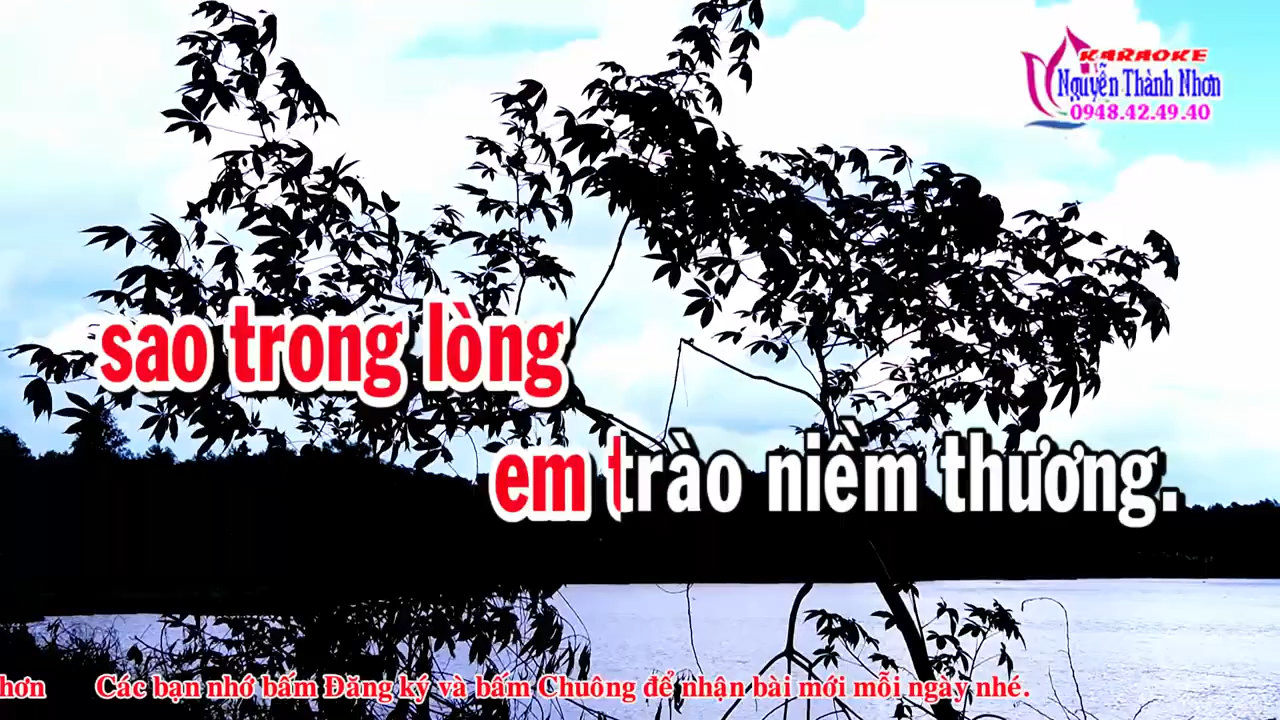 KARAOKE
Nguyễn Thành Nhơn
0948.42.49.40
sao trong lòng
em trào niềm thương.
hơn Các bạn nhớ bấm Đăng ký và bấm Chuông để nhận bài mới mỗi ngày nhé.